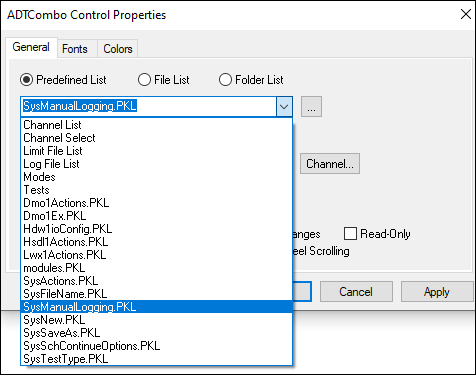 ADTCombo Control Properties
General Fonts Colors
Predefined List File List Folder List
SysManualLogging.PKL ...
Channel List
Channel Select
Limit File List
Log File List Channel...
Modes
Tests
Dmo1Actions.PKL
Dmo1Ex.PKL
Hdw1ioConfig.PKL Read-Only
Hsdl1Actions.PKL Scrolling
Lwx1Actions.PKL
modules.PKL
SysActions.PKL
SysFileName.PKL Cancel Apply
SysManualLogging.PKL
SysNew.PKL
SysSaveAs.PKL
SysSchContinueOptions.PKL
SysTestType.PKL